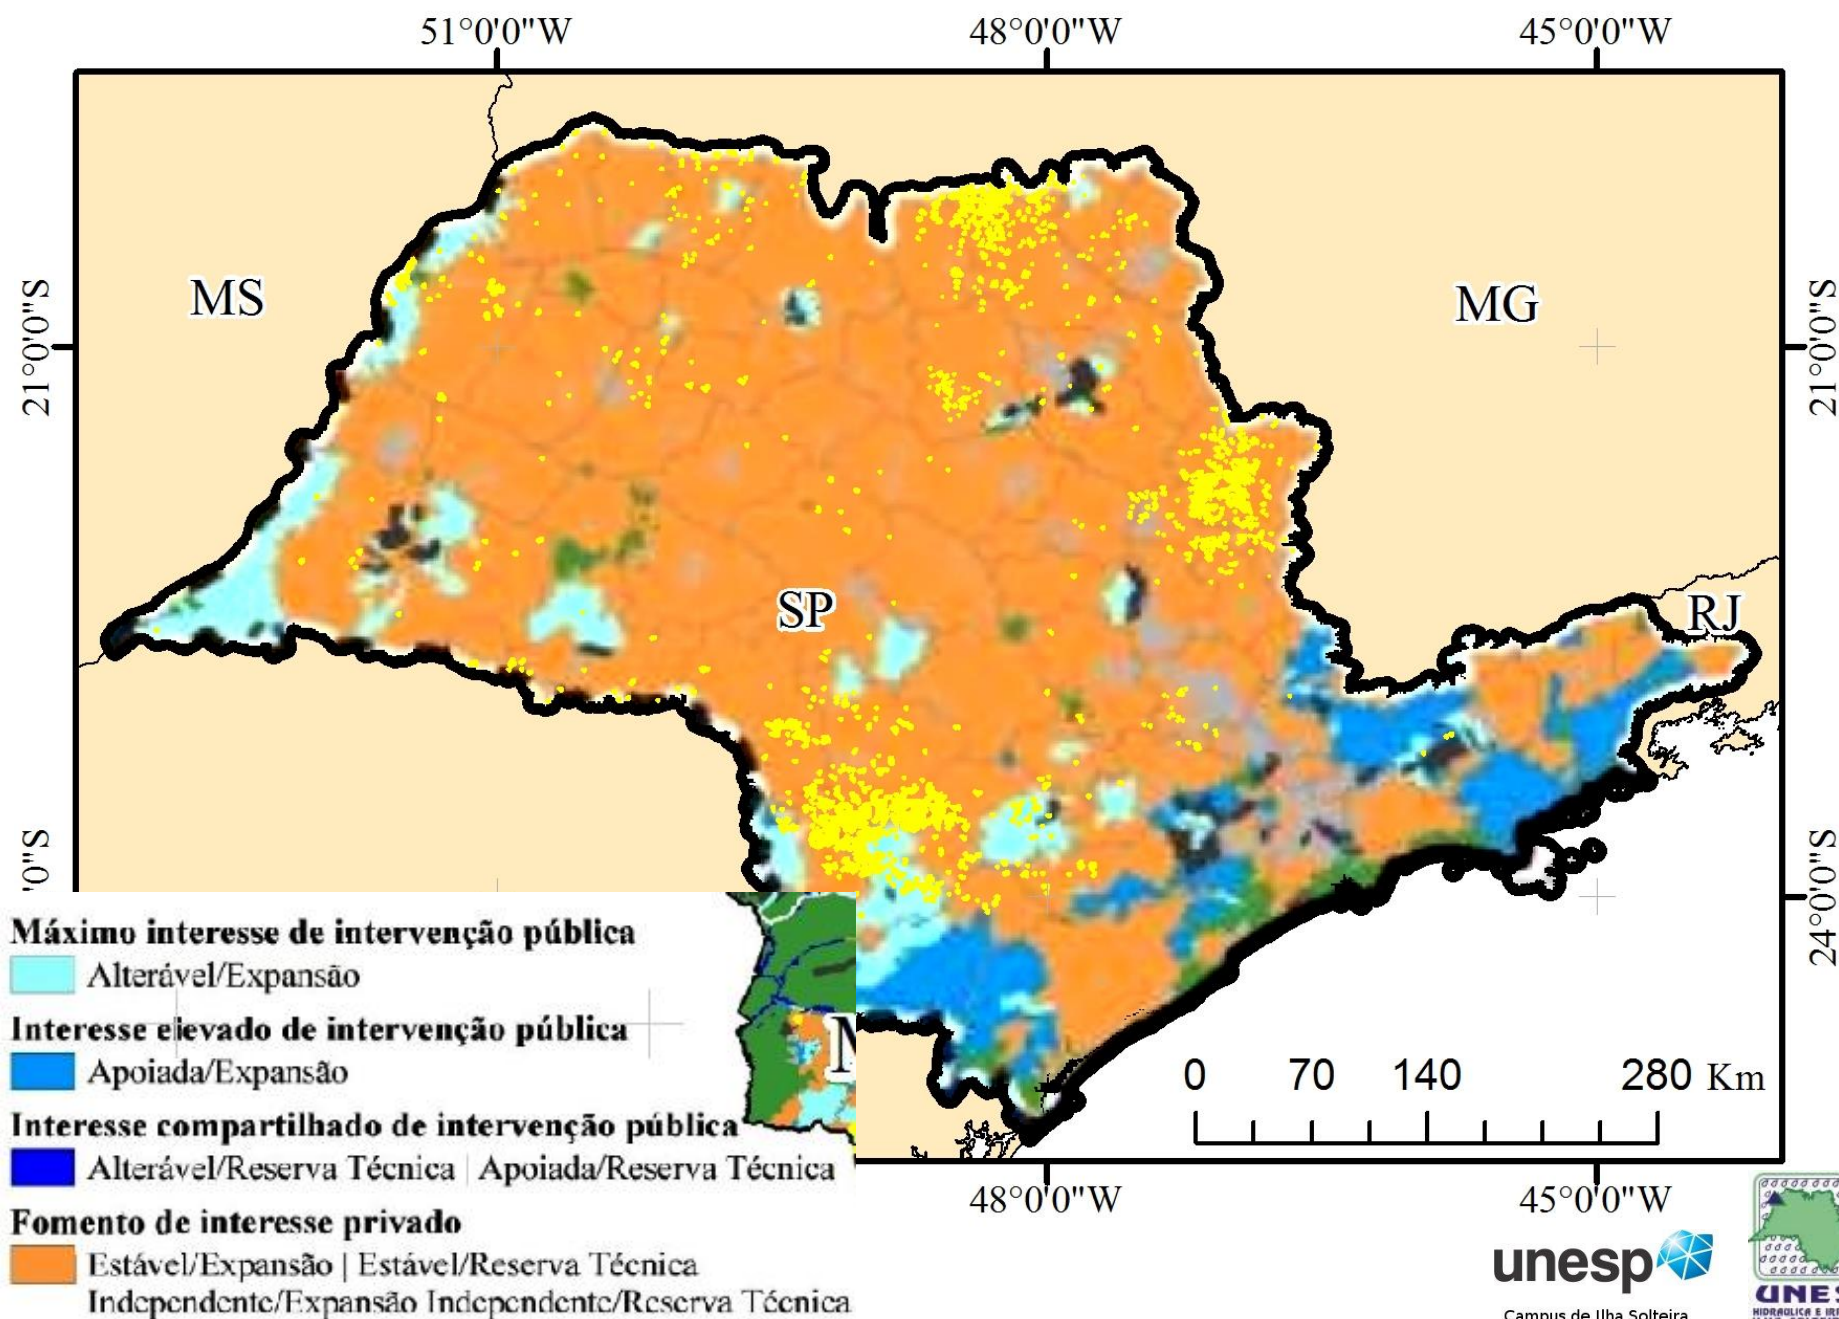 51°0'0"W 48°0'0"W 45°0'0"W
MS
MG
21°0'0"S
21°0'0"S
SP
RJ
0"S
24°0'0"S
Máximo interesse de intervenção pública
Alterável/Expansão
Interesse elevado de intervenção pública
Apoiada/Expansão
Interesse compartilhado de intervenção pública
Alterável/Reserva Técnica | Apoiada/Reserva Técnica
Fomento de interesse privado
Estável/Expansão | Estável/Reserva Técnica
Independente/Expansão Independente/Reserva Técnica
0 70 140 280 Km
48°0'0"W 45°0'0"W
unesp
Campus de Ilha Solteira
UNES
HIDRÁULICA E IR